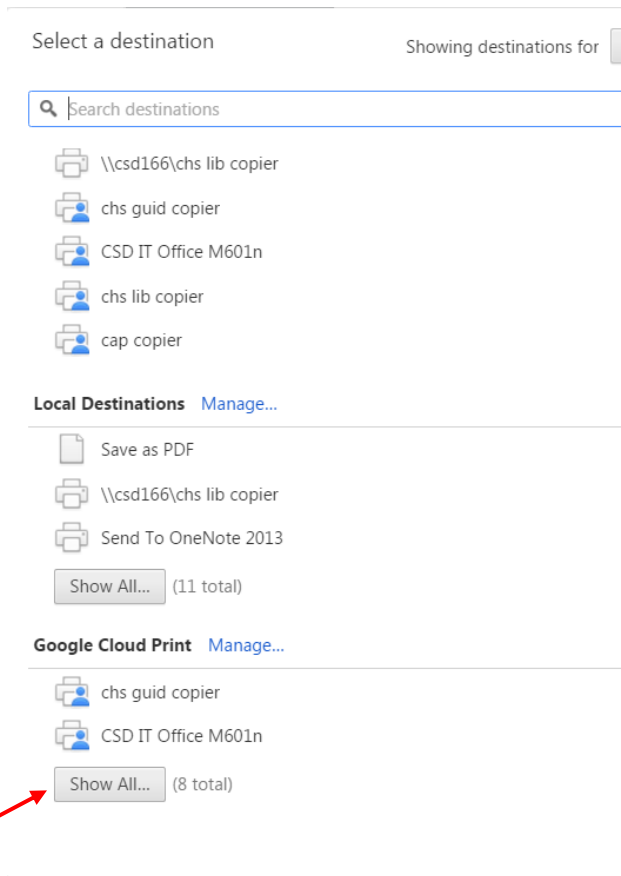 Select a destination
Showing destinations for
Search destinations
\\csd166\chs lib copier
chs guid copier
CSD IT Office M601n
chs lib copier
cap copier
Local Destinations Manage...
Save as PDF
\\csd166\chs lib copier
Send To OneNote 2013
Show All... (11 total)
Google Cloud Print Manage...
chs guid copier
CSD IT Office M601n
Show All... (8 total)